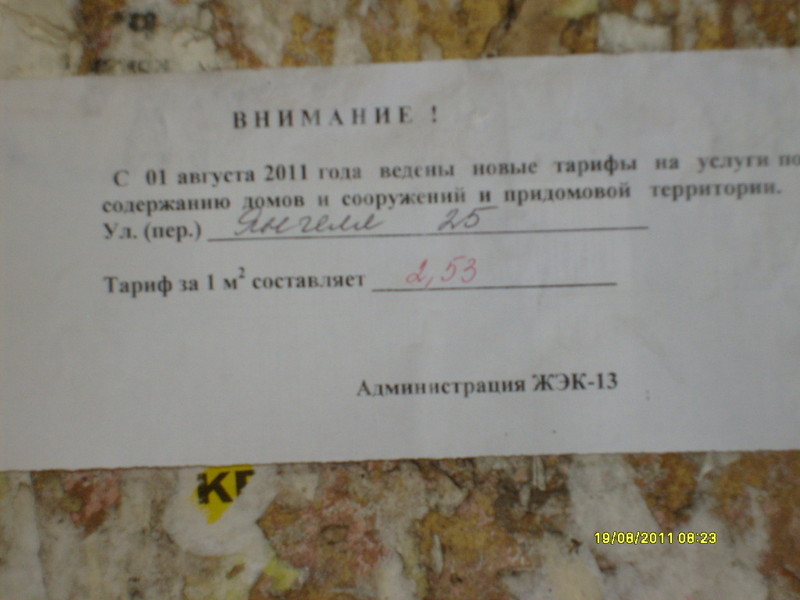 ВНИМАНИЕ !
С 01 августа 2011 года ведены новые тарифы на услуги по
содержанию домов и сооружений и придомовой территории.
Ул. (пер.) Янгеля 25
Тариф за 1 м² составляет 2,53
Администрация ЖЭК-13
19/08/2011 08:23